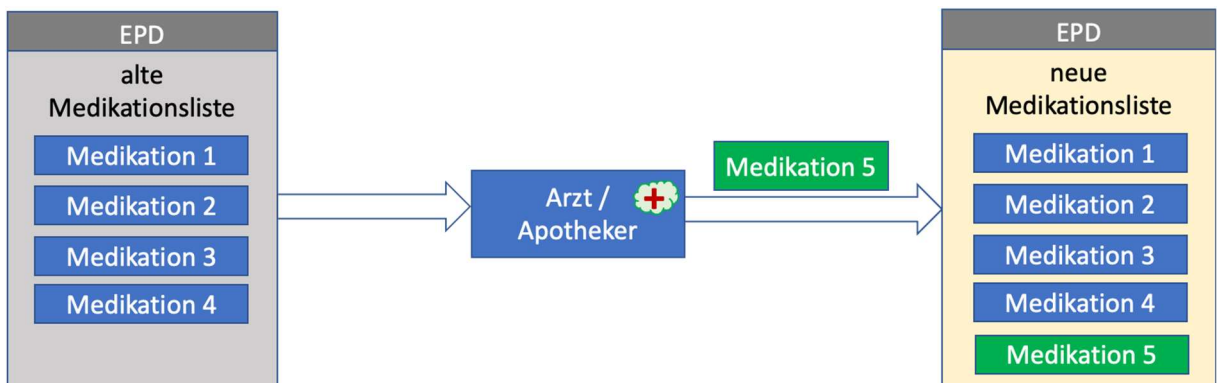 EPD
alte
Medikationsliste
Medikation 1
Medikation 2
Medikation 3
Medikation 4
Arzt /
Apotheker
Medikation 5
EPD
neue
Medikationsliste
Medikation 1
Medikation 2
Medikation 3
Medikation 4
Medikation 5